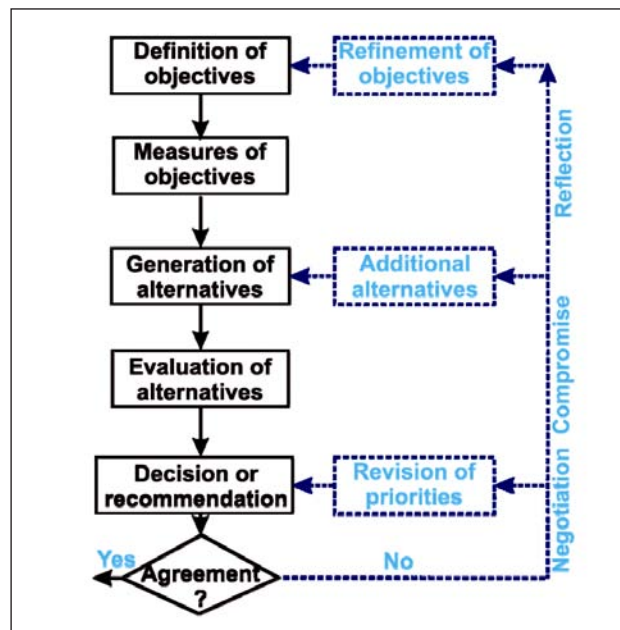 Definition of
objectives
Refinement of
objectives
Measures of
objectives
Reflection
Generation of
alternatives
Additional
alternatives
Compromise
Evaluation of
alternatives
Decision or
recommendation
Revision of
priorities
Negotiation
Yes
Agreement
?
No